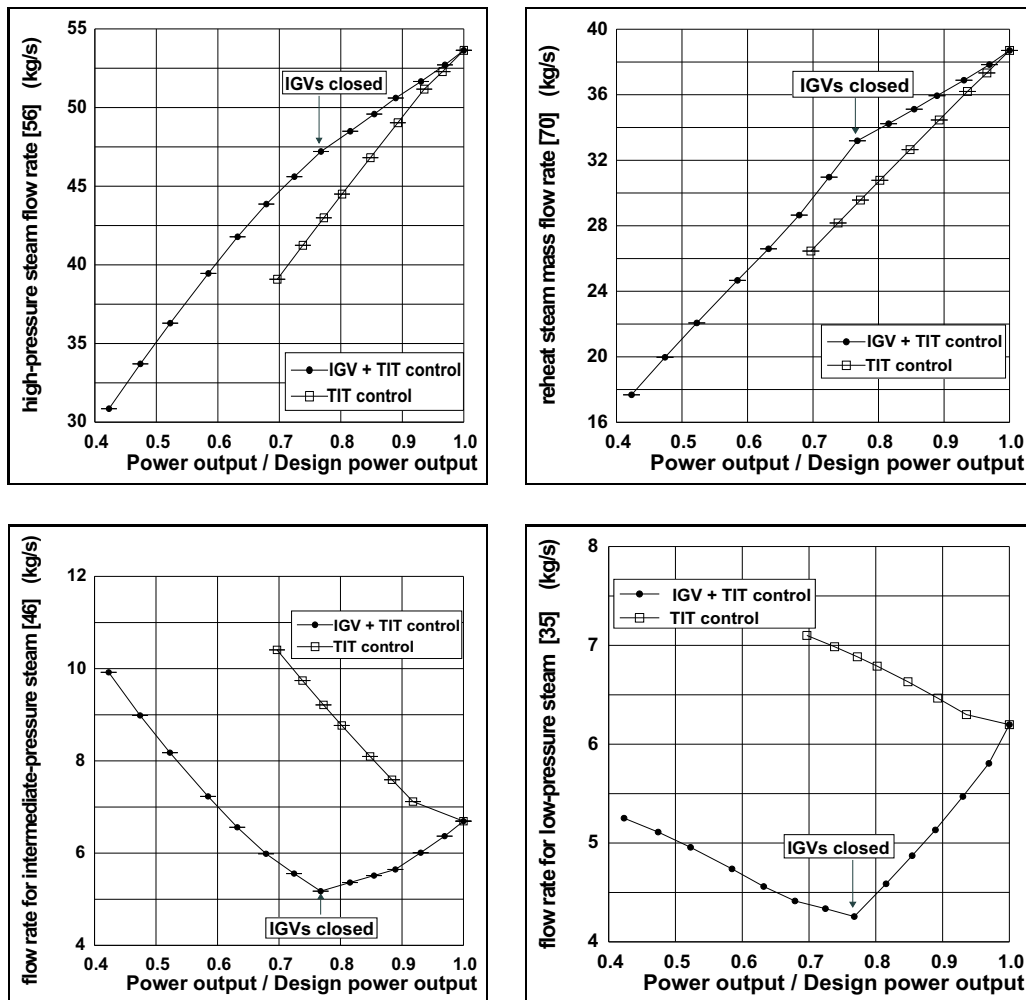 high-pressure steam flow rate [56] (kg/s)
55
50
45
40
35
30
IGVs closed
IGV + TIT control
TIT control
0.4 0.5 0.6 0.7 0.8 0.9 1.0
Power output / Design power output
reheat steam mass flow rate [70] (kg/s)
40
36
32
28
24
20
16
IGVs closed
IGV + TIT control
TIT control
0.4 0.5 0.6 0.7 0.8 0.9 1.0
Power output / Design power output
flow rate for intermediate-pressure steam [46] (kg/s)
12
10
8
6
4
IGV + TIT control
TIT control
IGVs closed
0.4 0.5 0.6 0.7 0.8 0.9 1.0
Power output / Design power output
flow rate for low-pressure steam [35] (kg/s)
8
7
6
5
4
IGV + TIT control
TIT control
IGVs closed
0.4 0.5 0.6 0.7 0.8 0.9 1.0
Power output / Design power output